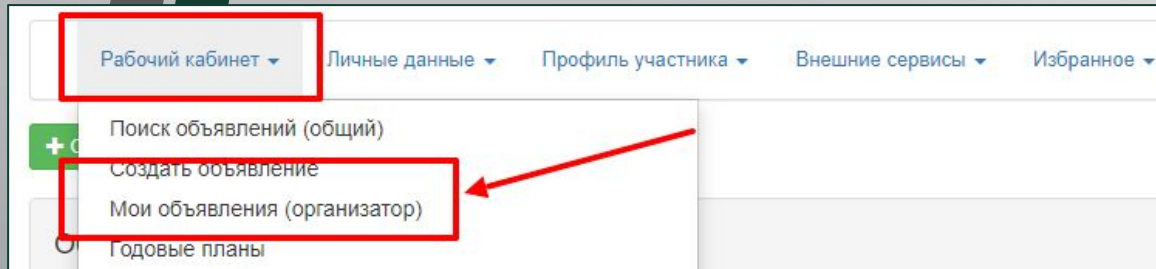 Рабочий кабинет Личные данные Профиль участника Внешние сервисы Избранное
Поиск объявлений (общий)
Создать объявление
Мои объявления (организатор)
Годовые планы